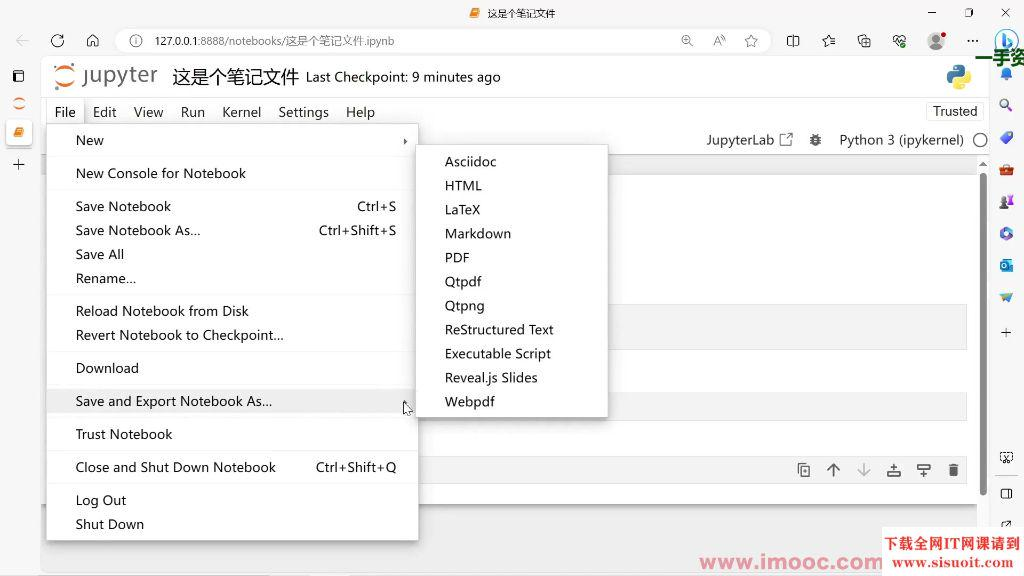 这是个笔记文件
127.0.0.1:8888/notebooks/这是个笔记文件.ipynb
一手资
jupyter 这是个笔记文件 Last Checkpoint: 9 minutes ago
File Edit View Run Kernel Settings Help
Trusted
JupyterLab Python 3 (ipykernel)
New
New Console for Notebook
Save Notebook Ctrl+S
Save Notebook As... Ctrl+Shift+S
Save All
Rename...
Reload Notebook from Disk
Revert Notebook to Checkpoint...
Download
Save and Export Notebook As...
Trust Notebook
Close and Shut Down Notebook Ctrl+Shift+Q
Log Out
Shut Down
Asciidoc
HTML
LaTeX
Markdown
PDF
Qtpdf
Qtpng
ReStructured Text
Executable Script
Reveal.js Slides
Webpdf
下载全网IT网课请到
www.imooc.com
www.sisuoit.com